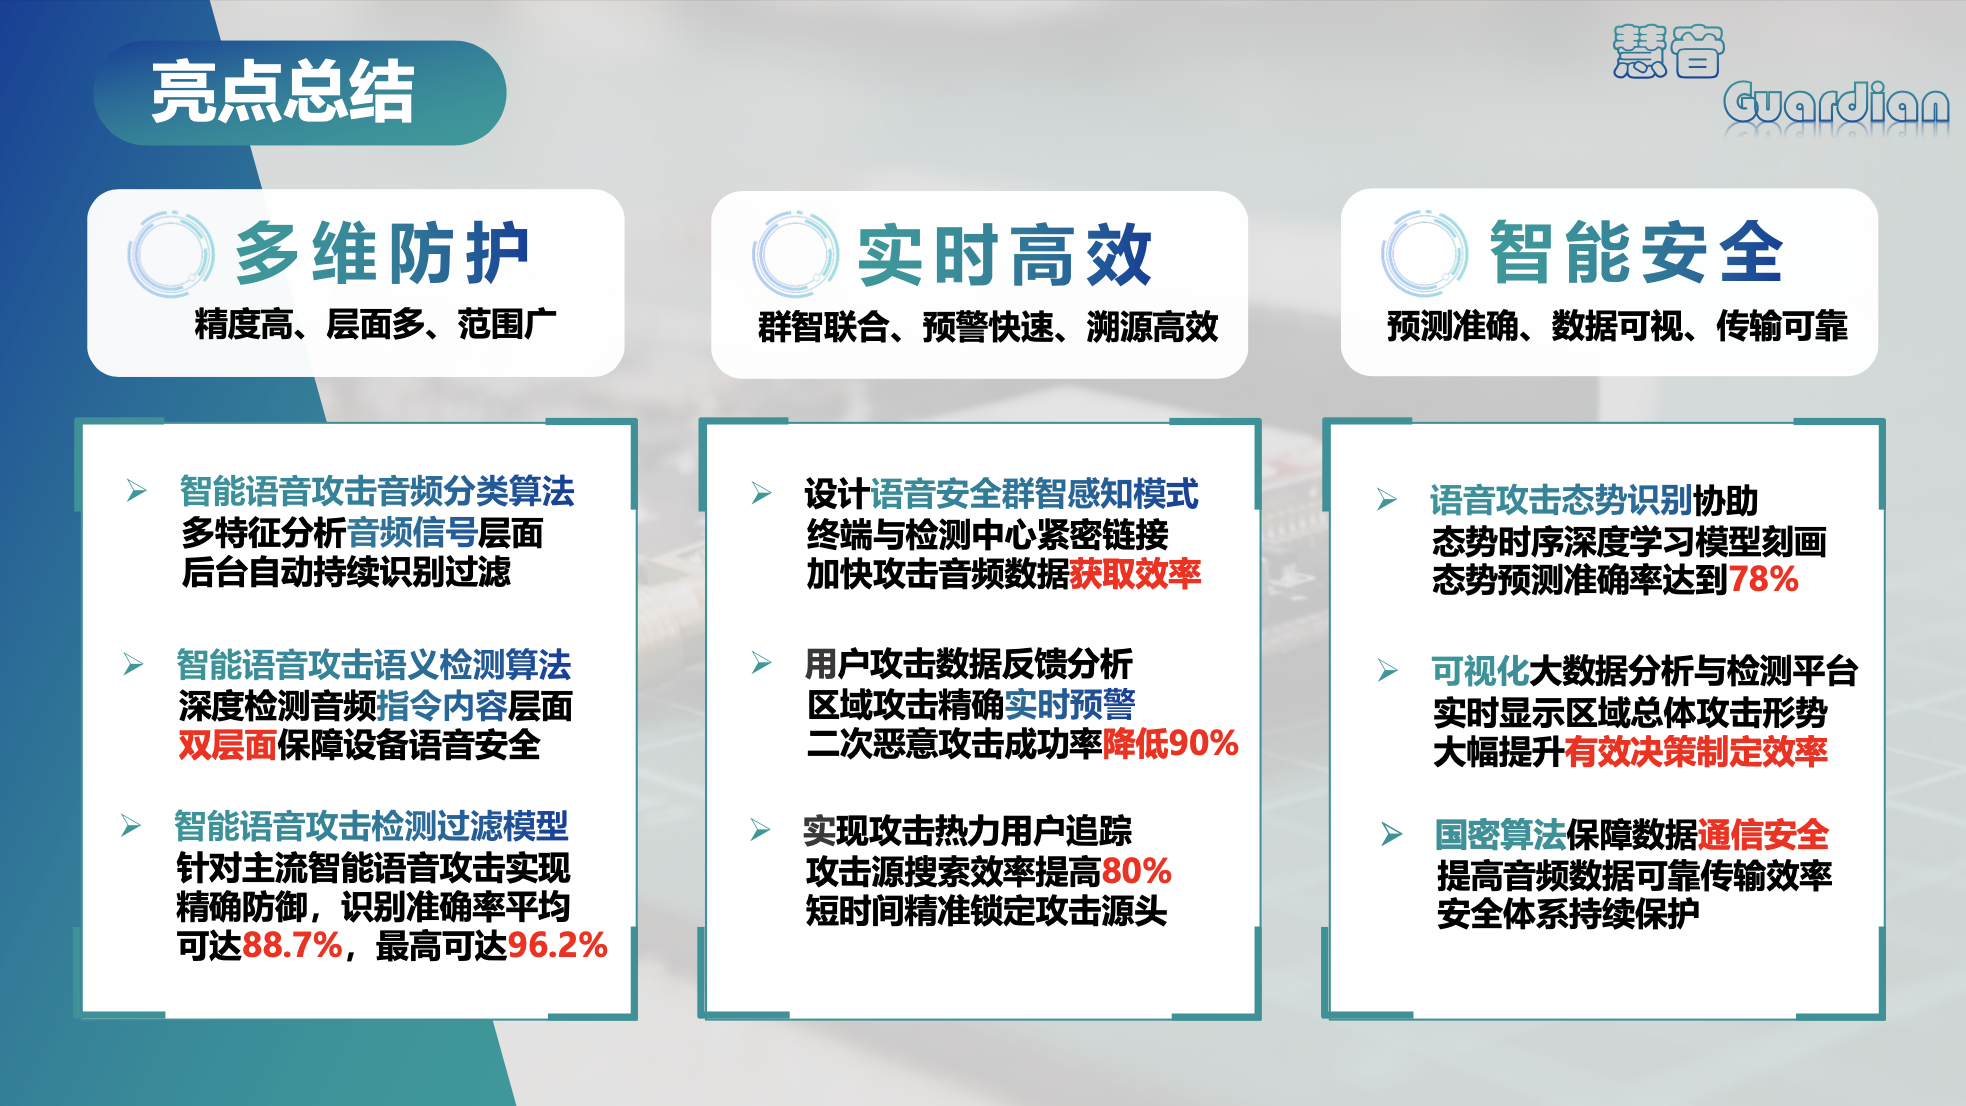 亮点总结
慧音
Guardian
多维防护
精度高、层面多、范围广
智能语音攻击音频分类算法
多特征分析音频信号层面
后台自动持续识别过滤
智能语音攻击语义检测算法
深度检测音频指令内容层面
双层面保障设备语音安全
智能语音攻击检测过滤模型
针对主流智能语音攻击实现
精确防御，识别准确率平均
可达88.7%，最高可达96.2%
实时高效
群智联合、预警快速、溯源高效
设计语音安全群智感知模式
终端与检测中心紧密链接
加快攻击音频数据获取效率
用户攻击数据反馈分析
区域攻击精确实时预警
二次恶意攻击成功率降低90%
实现攻击热力用户追踪
攻击源搜索效率提高80%
短时间精准锁定攻击源头
智能安全
预测准确、数据可视、传输可靠
语音攻击态势识别协助
态势时序深度学习模型刻画
态势预测准确率达到78%
可视化大数据分析与检测平台
实时显示区域总体攻击形势
大幅提升有效决策制定效率
国密算法保障数据通信安全
提高音频数据可靠传输效率
安全体系持续保护